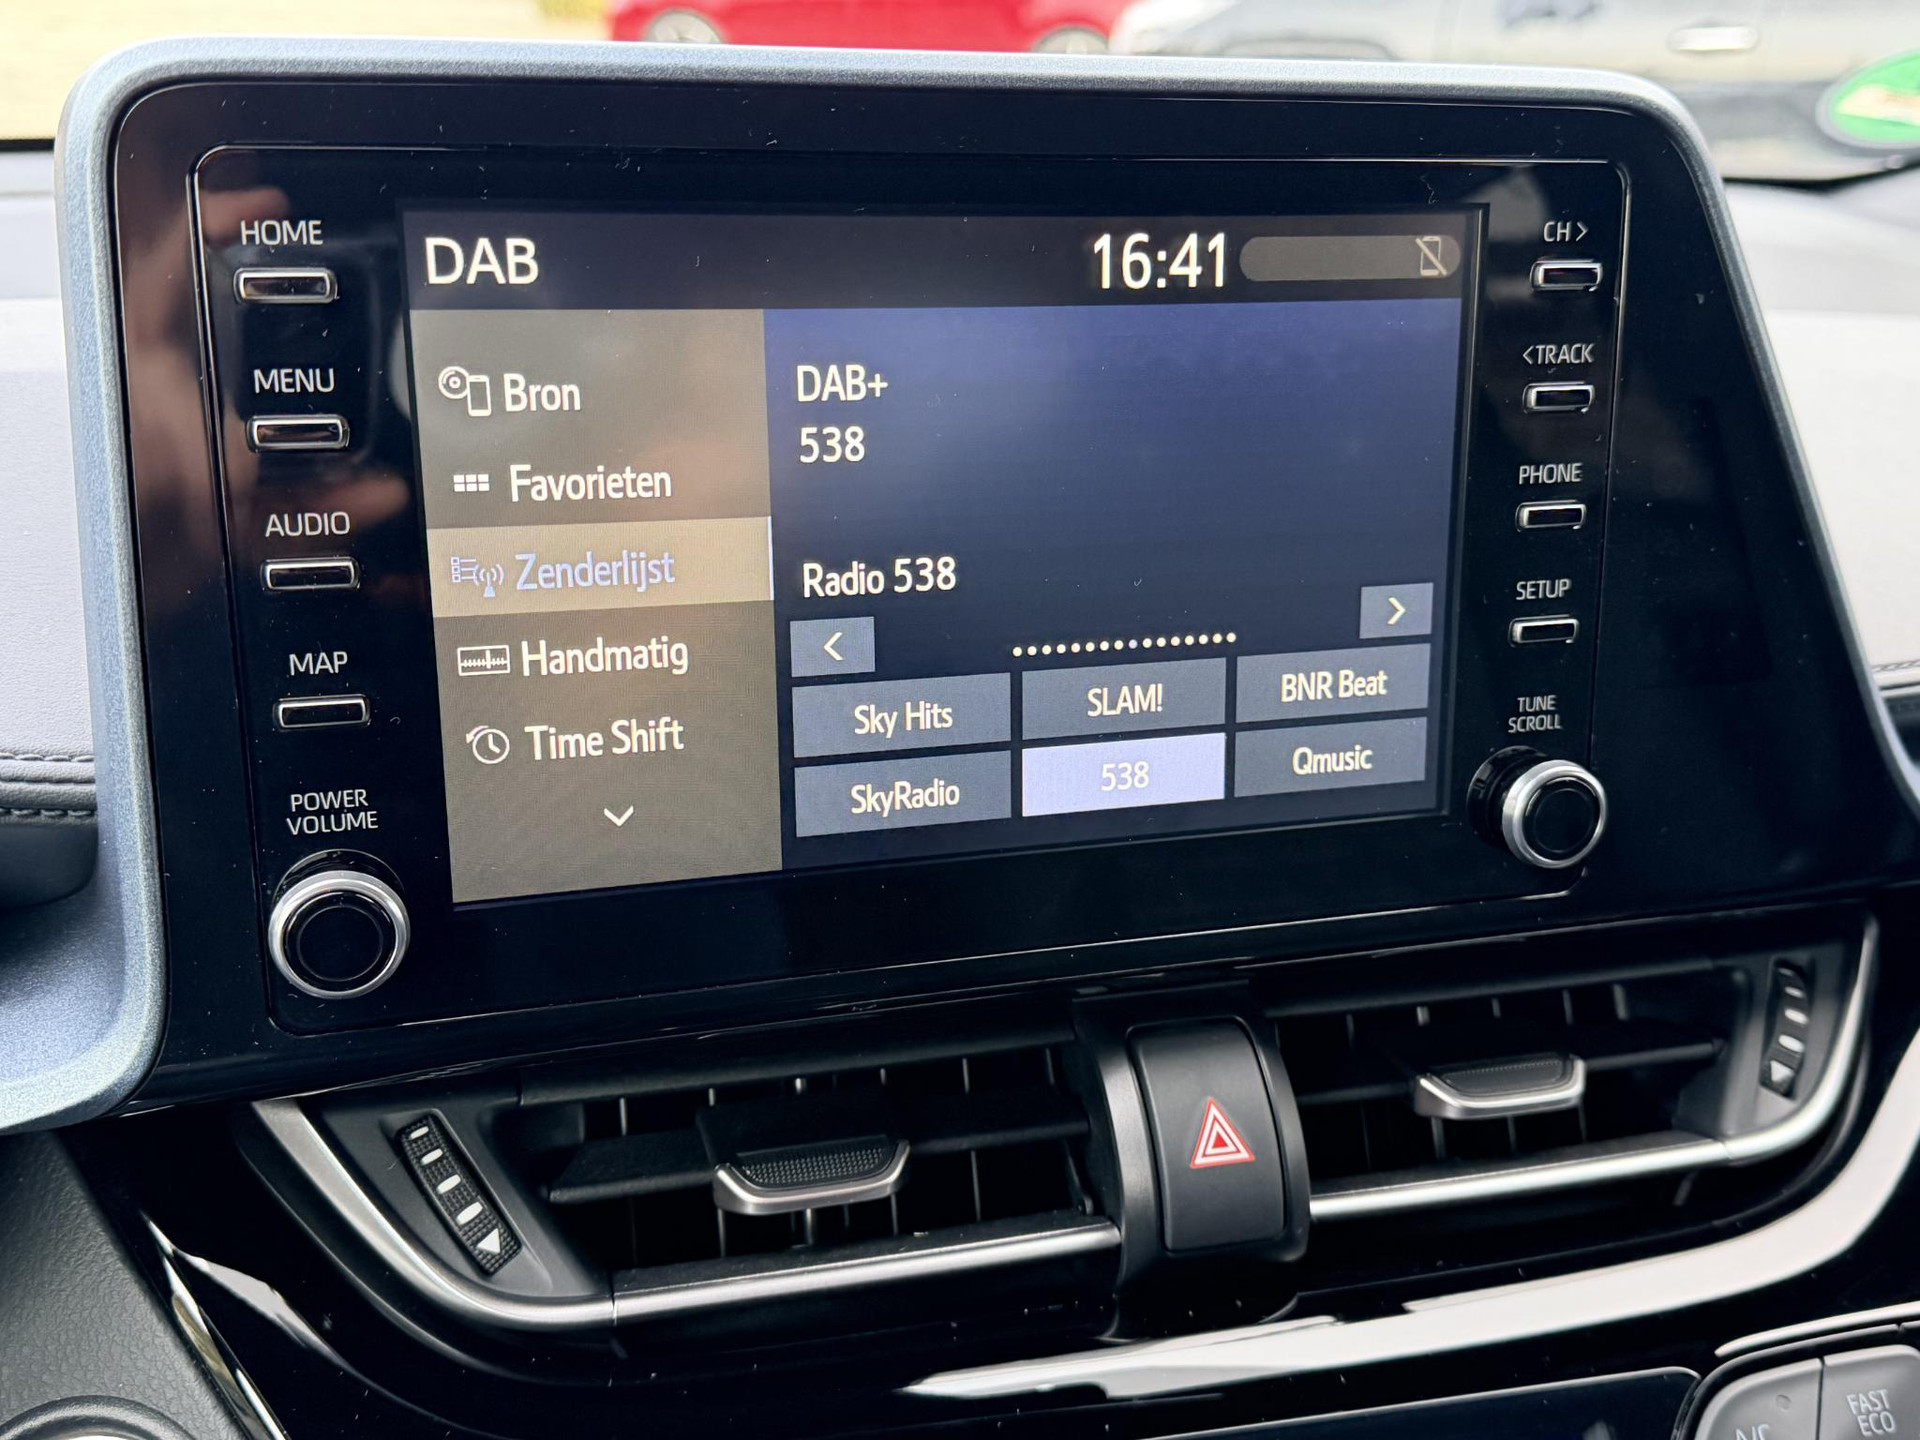 HOME
MENU
AUDIO
MAP
POWER
VOLUME
DAB
16:41
Bron
Favorieten
Zenderlijst
Handmatig
Time Shift
DAB+
538
Radio 538
<
>
Sky Hits
SLAM!
BNR Beat
SkyRadio
538
Qmusic
CH>
<TRACK
PHONE
SETUP
TUNE
SCROLL
A/C
FAST
ECO